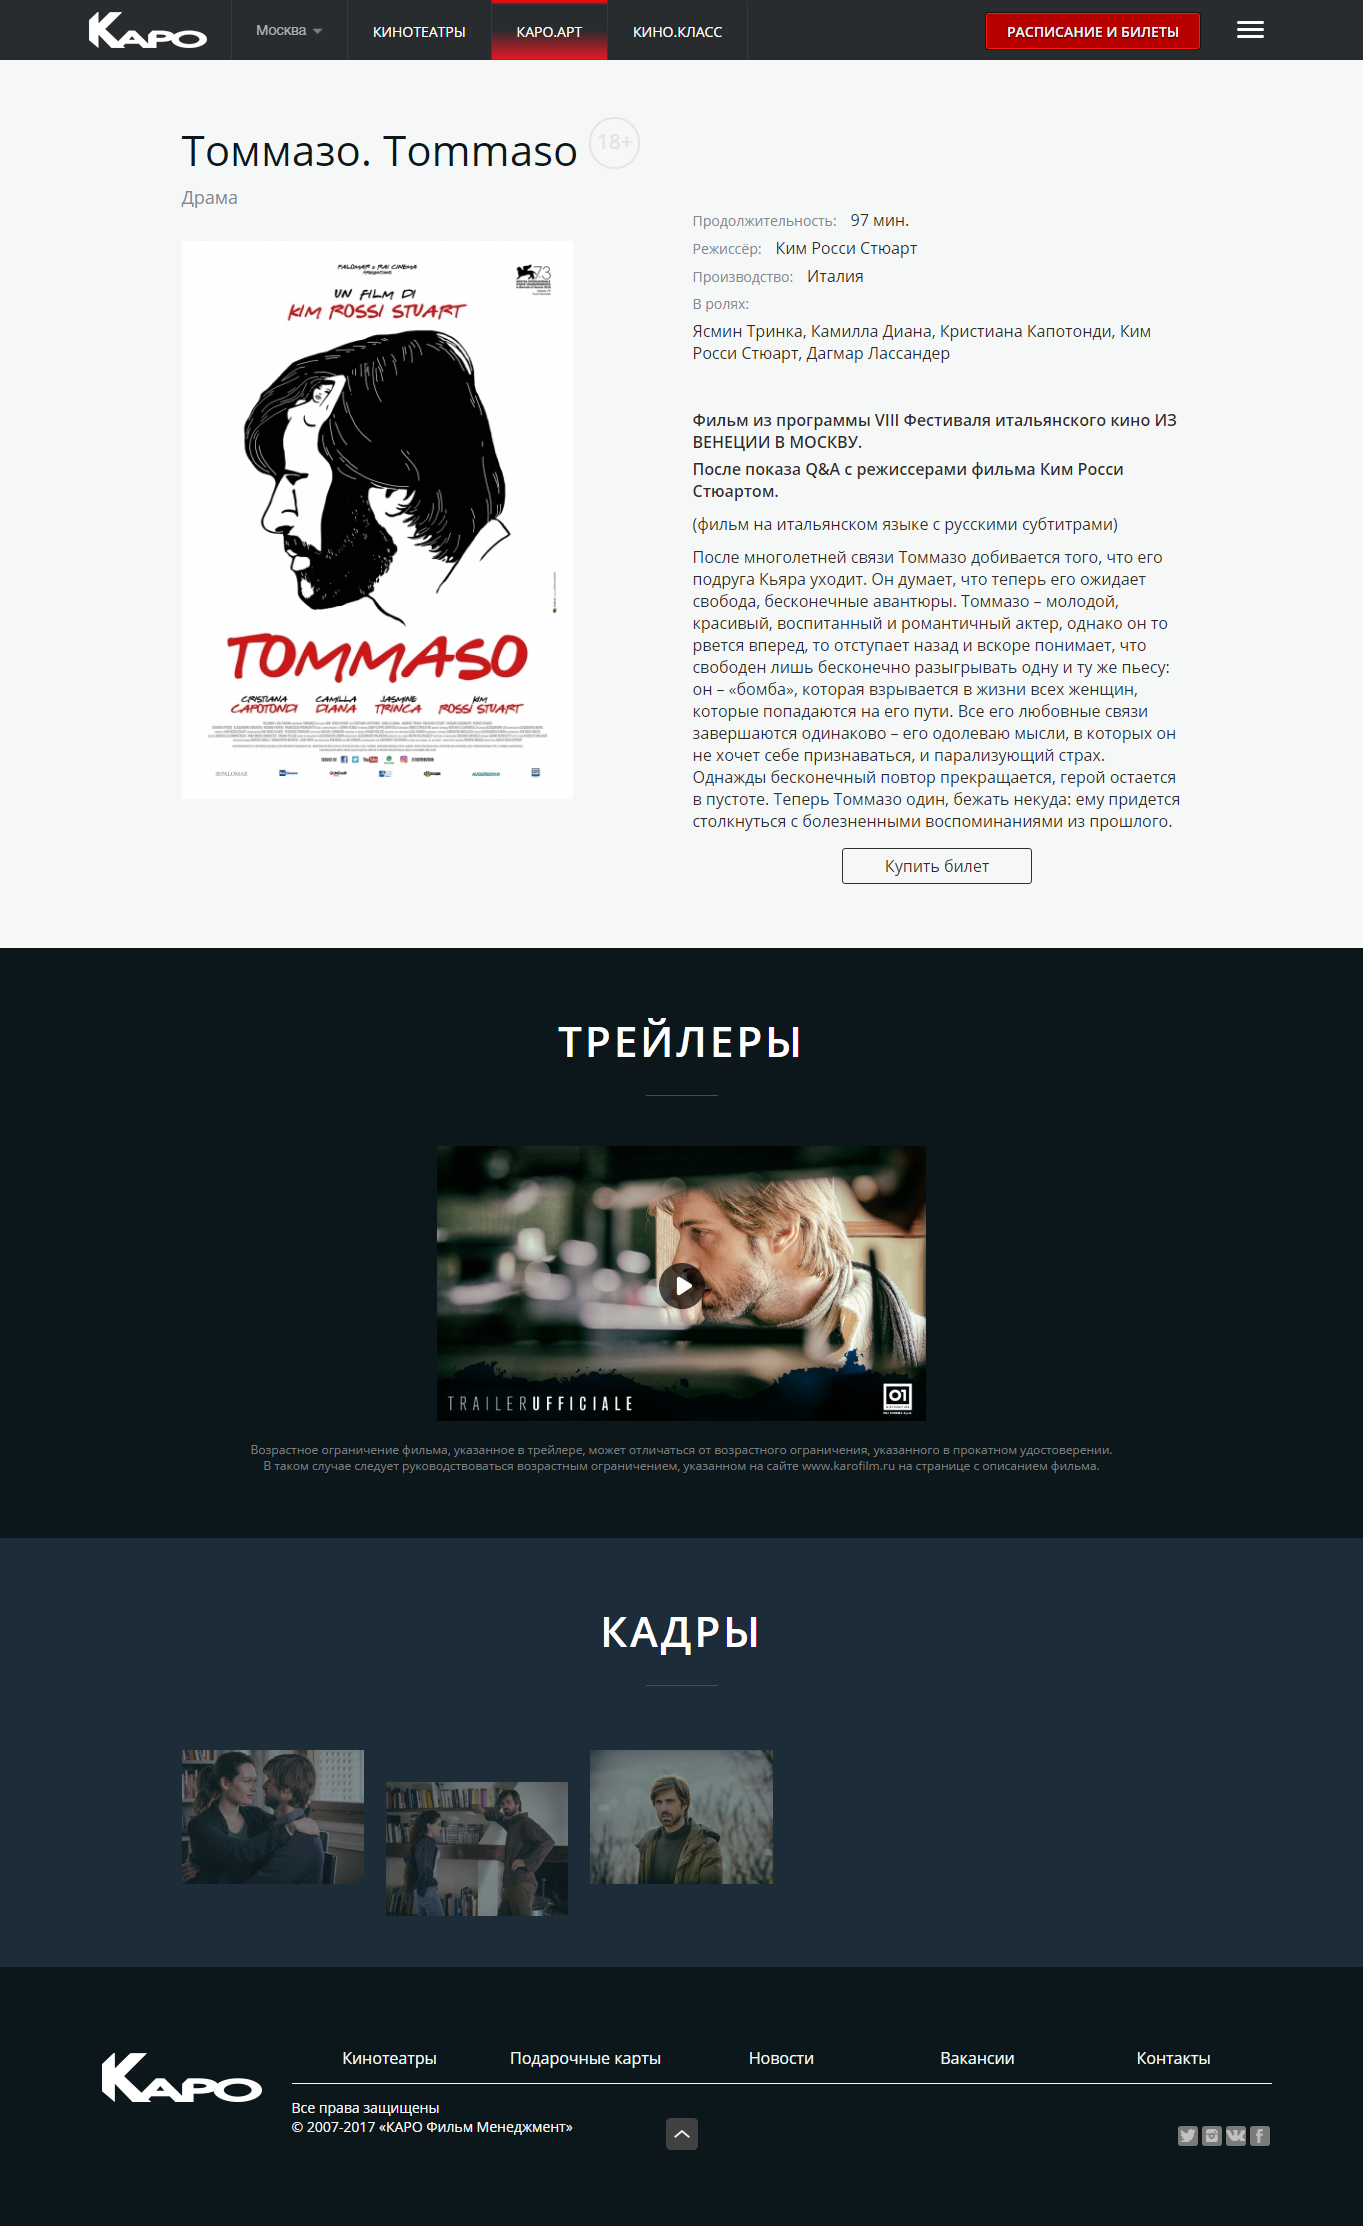 КАРО
Москва
КИНОТЕАТРЫ
КАРО.АРТ
КИНО.КЛАСС
РАСПИСАНИЕ И БИЛЕТЫ
Томмазо. Tommaso
18+
Драма
PALOMAR e RAI CINEMA
73
UN FILM DI
KIM ROSSI STUART
TOMMASO
CRISTIANA CAPOTONDI
CAMILLA DIANA
JASMINE TRINCA
KIM ROSSI STUART
PALOMAR
Продолжительность: 97 мин.
Режиссёр: Ким Росси Стюарт
Производство: Италия
В ролях:
Ясмин Тринка, Камилла Диана, Кристиана Капотонди, Ким
Росси Стюарт, Дагмар Лассандер
Фильм из программы VIII Фестиваля итальянского кино ИЗ
ВЕНЕЦИИ В МОСКВУ.
После показа Q&A с режиссерами фильма Ким Росси
Стюартом.
(фильм на итальянском языке с русскими субтитрами)
После многолетней связи Томмазо добивается того, что его
подруга Кьяра уходит. Он думает, что теперь его ожидает
свобода, бесконечные авантюры. Томмазо – молодой,
красивый, воспитанный и романтичный актер, однако он то
рвется вперед, то отступает назад и вскоре понимает, что
свободен лишь бесконечно разыгрывать одну и ту же пьесу:
он – «бомба», которая взрывается в жизни всех женщин,
которые попадаются на его пути. Все его любовные связи
завершаются одинаково – его одолеваю мысли, в которых он
не хочет себе признаваться, и парализующий страх.
Однажды бесконечный повтор прекращается, герой остается
в пустоте. Теперь Томмазо один, бежать некуда: ему придется
столкнуться с болезненными воспоминаниями из прошлого.
Купить билет
ТРЕЙЛЕРЫ
TRAILERUFFICIALE
01
Возрастное ограничение фильма, указанное в трейлере, может отличаться от возрастного ограничения, указанного в прокатном удостоверении.
В таком случае следует руководствоваться возрастным ограничением, указанном на сайте www.karofilm.ru на странице с описанием фильма.
КАДРЫ
КАРО
Кинотеатры
Подарочные карты
Новости
Вакансии
Контакты
Все права защищены
© 2007-2017 «КАРО Фильм Менеджмент»